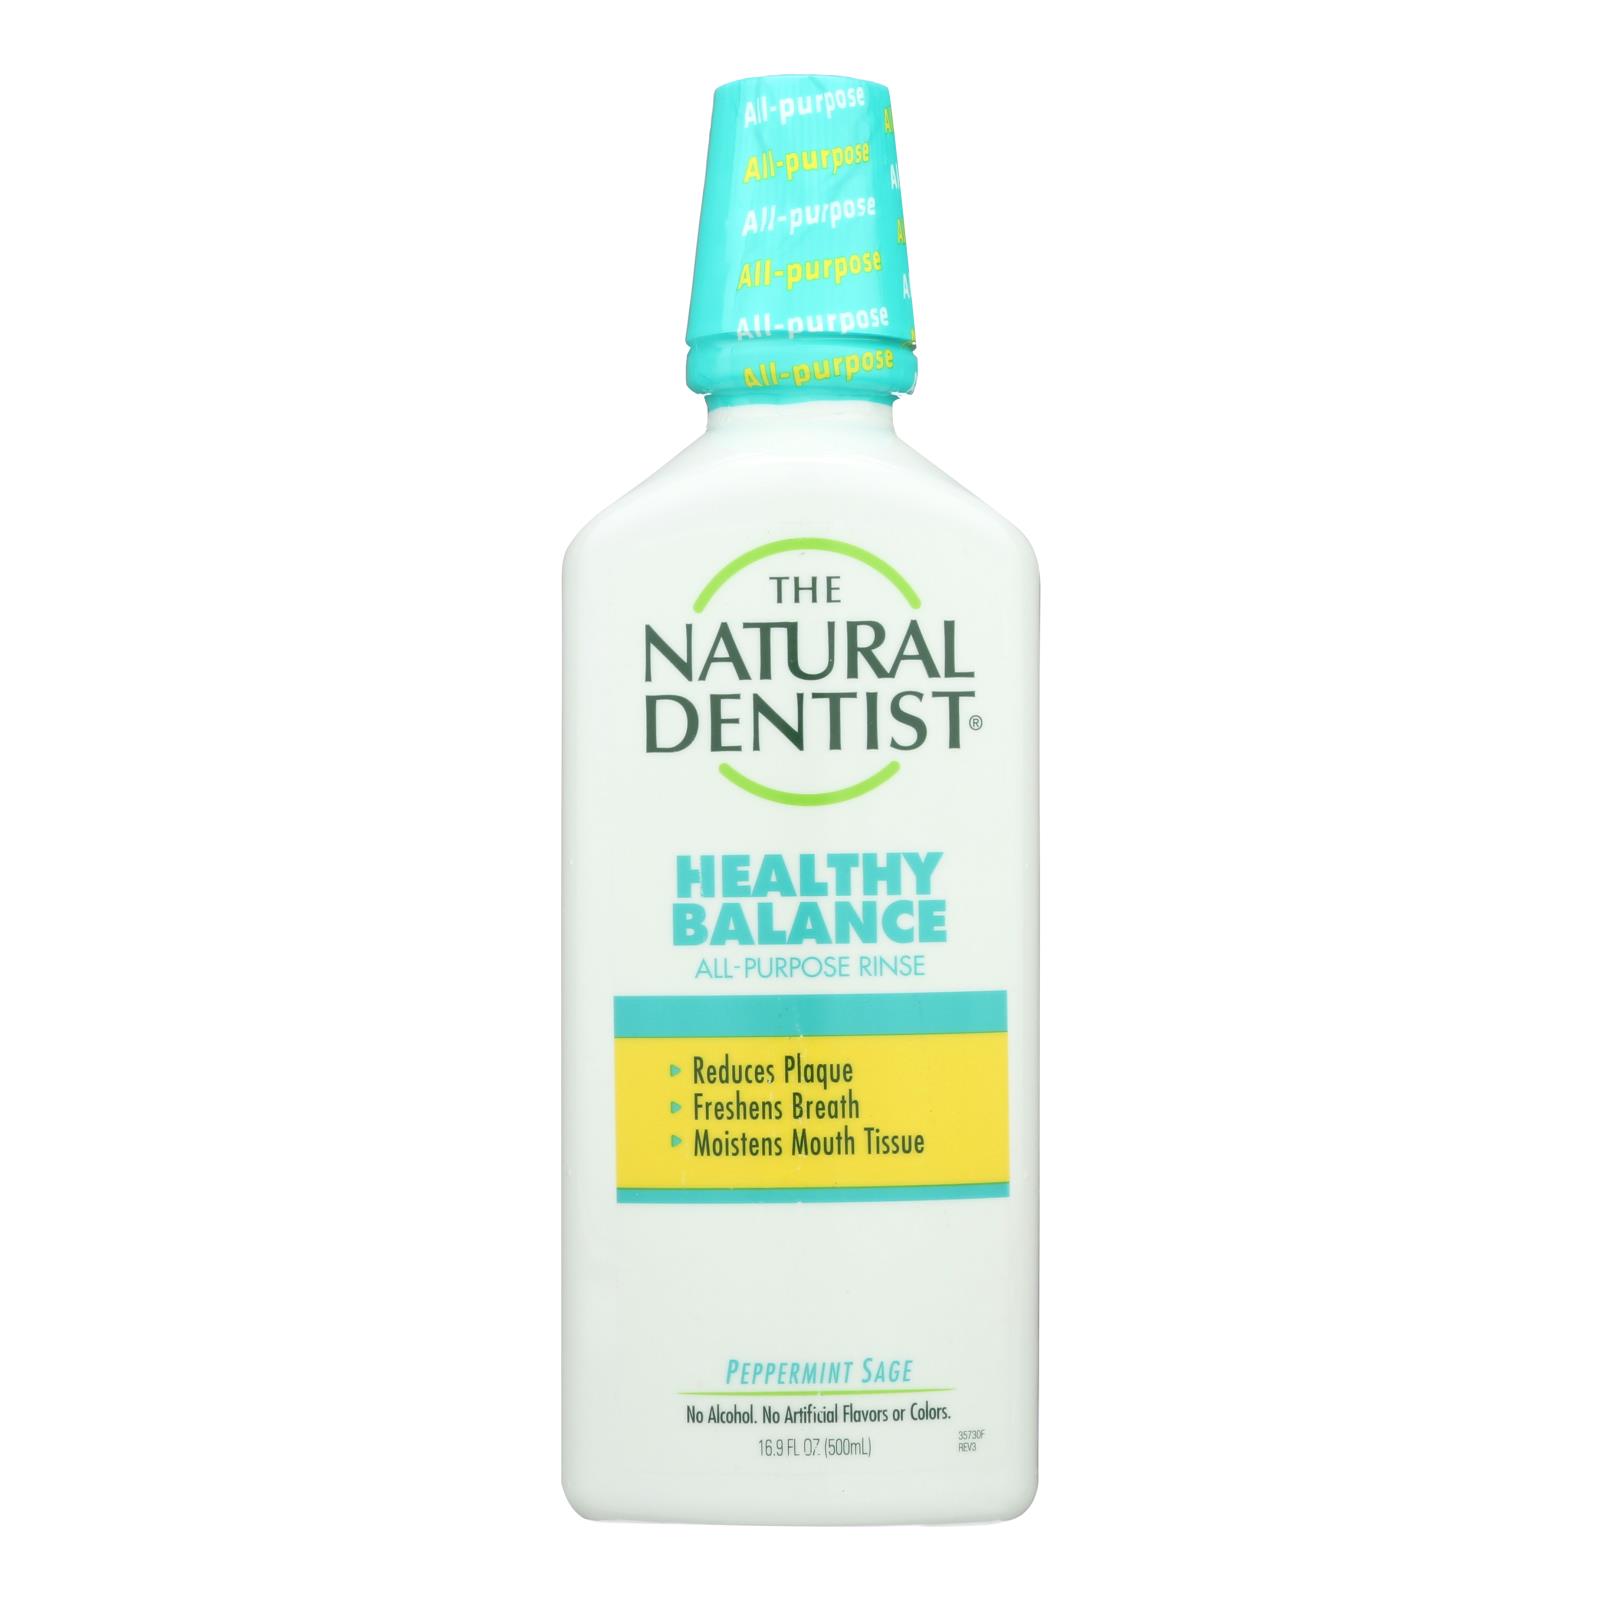 All-purpose
All-purpose
All-purpose
All-purpose
All-purpose
All-purpose
THE
NATURAL
DENTIST®
HEALTHY
BALANCE
ALL-PURPOSE RINSE
Reduces Plaque
Freshens Breath
Moistens Mouth Tissue
PEPPERMINT SAGE
No Alcohol. No Artificial Flavors or Colors.
16.9 FL OZ. (500mL)
35730F
REV3